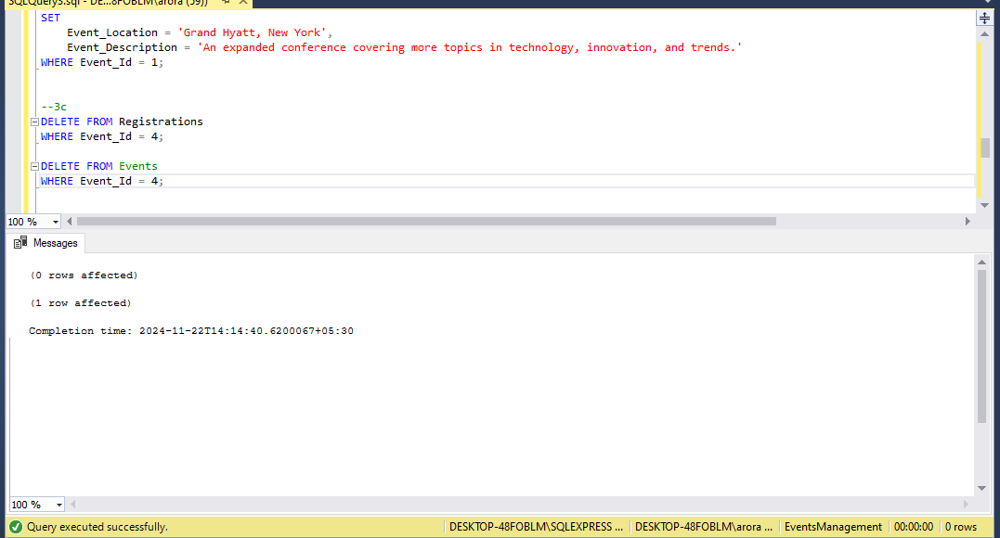 SQLQuery3.sql - DE...8FOBLM\arora (59))
SET
Event_Location = 'Grand Hyatt, New York',
Event_Description = 'An expanded conference covering more topics in technology, innovation, and trends.'
WHERE Event_Id = 1;
--3c
DELETE FROM Registrations
WHERE Event_Id = 4;
DELETE FROM Events
WHERE Event_Id = 4;
100 %
Messages
(0 rows affected)
(1 row affected)
Completion time: 2024-11-22T14:14:40.6200067+05:30
100 %
Query executed successfully.
DESKTOP-48FOBLM\SQLEXPRESS ...
DESKTOP-48FOBLM\arora ...
EventsManagement
00:00:00
0 rows